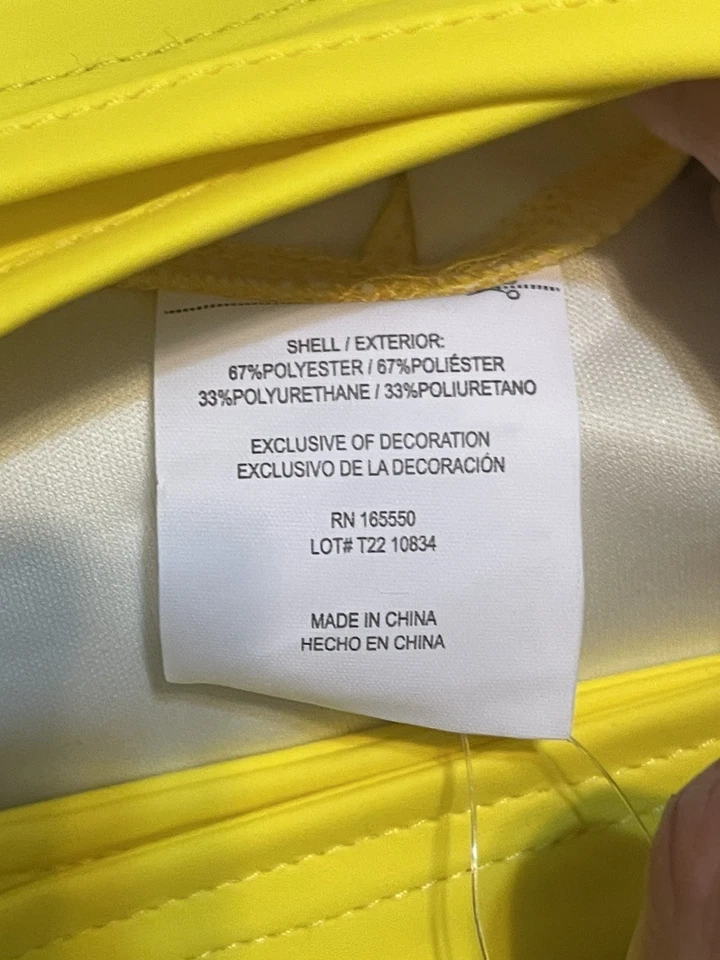 SHELL / EXTERIOR:
67%POLYESTER / 67%POLIÉSTER
33%POLYURETHANE / 33%POLIURETANO
EXCLUSIVE OF DECORATION
EXCLUSIVO DE LA DECORACIÓN
RN 165550
LOT# T22 10834
MADE IN CHINA
HECHO EN CHINA